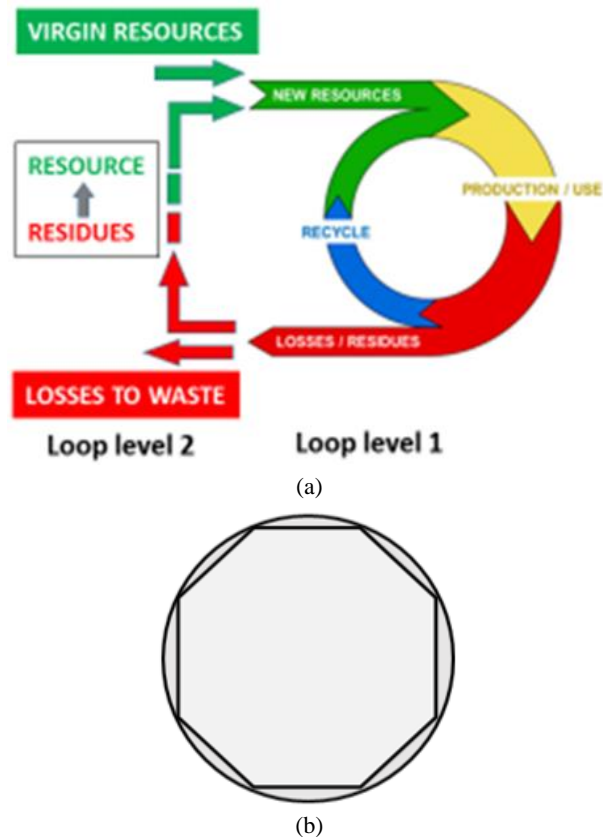 VIRGIN RESOURCES
NEW RESOURCES
RESOURCE
PRODUCTION / USE
RESIDUES
RECYCLE
LOSSES / RESIDUES
LOSSES TO WASTE
Loop level 2
Loop level 1
(a)
(b)